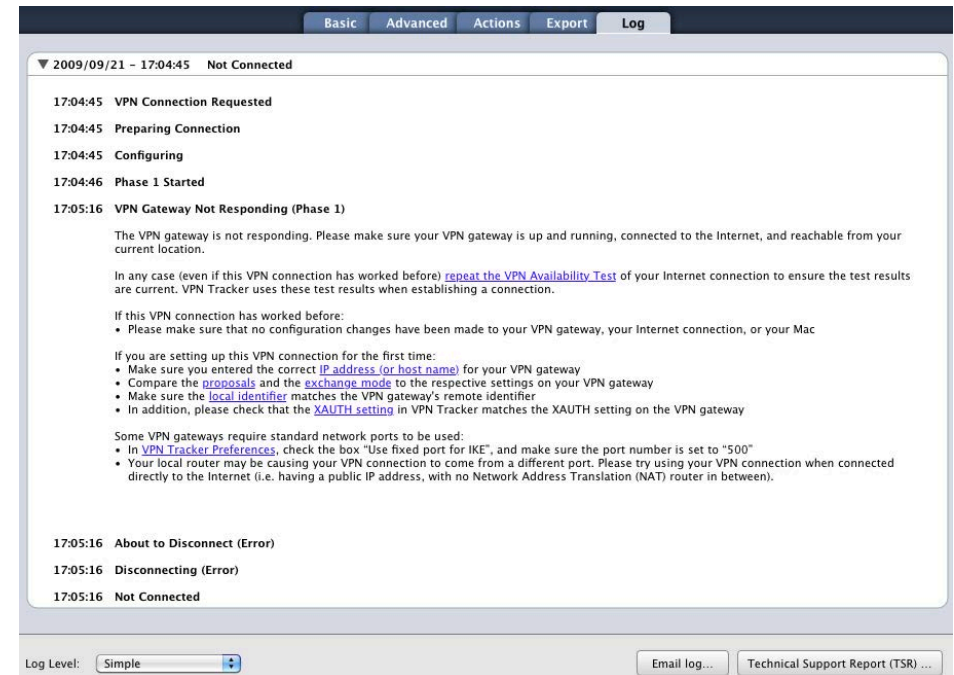 Basic Advanced Actions Export Log
▼ 2009/09/21 – 17:04:45 Not Connected
17:04:45 VPN Connection Requested
17:04:45 Preparing Connection
17:04:45 Configuring
17:04:46 Phase 1 Started
17:05:16 VPN Gateway Not Responding (Phase 1)
The VPN gateway is not responding. Please make sure your VPN gateway is up and running, connected to the Internet, and reachable from your
current location.
In any case (even if this VPN connection has worked before) repeat the VPN Availability Test of your Internet connection to ensure the test results
are current. VPN Tracker uses these test results when establishing a connection.
If this VPN connection has worked before:
• Please make sure that no configuration changes have been made to your VPN gateway, your Internet connection, or your Mac
If you are setting up this VPN connection for the first time:
• Make sure you entered the correct IP address (or host name) for your VPN gateway
• Compare the proposals and the exchange mode to the respective settings on your VPN gateway
• Make sure the local identifier matches the VPN gateway's remote identifier
• In addition, please check that the XAUTH setting in VPN Tracker matches the XAUTH setting on the VPN gateway
Some VPN gateways require standard network ports to be used:
• In VPN Tracker Preferences, check the box “Use fixed port for IKE”, and make sure the port number is set to “500”
• Your local router may be causing your VPN connection to come from a different port. Please try using your VPN connection when connected
directly to the Internet (i.e. having a public IP address, with no Network Address Translation (NAT) router in between).
17:05:16 About to Disconnect (Error)
17:05:16 Disconnecting (Error)
17:05:16 Not Connected
Log Level: Simple Email log... Technical Support Report (TSR) ...